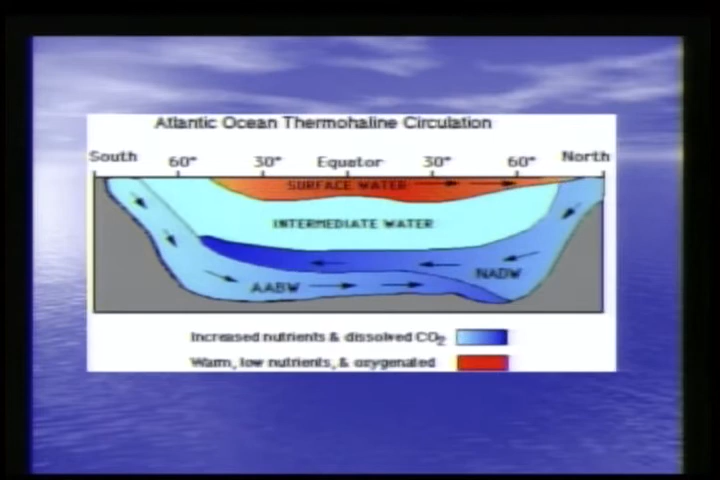 Atlantic Ocean Thermohaline Circulation
South 60° 30° Equator 30° 60° North
SURFACE WATER
INTERMEDIATE WATER
NADW
AABW
Increased nutrients & dissolved CO₂
Warm, low nutrients, & oxygenated